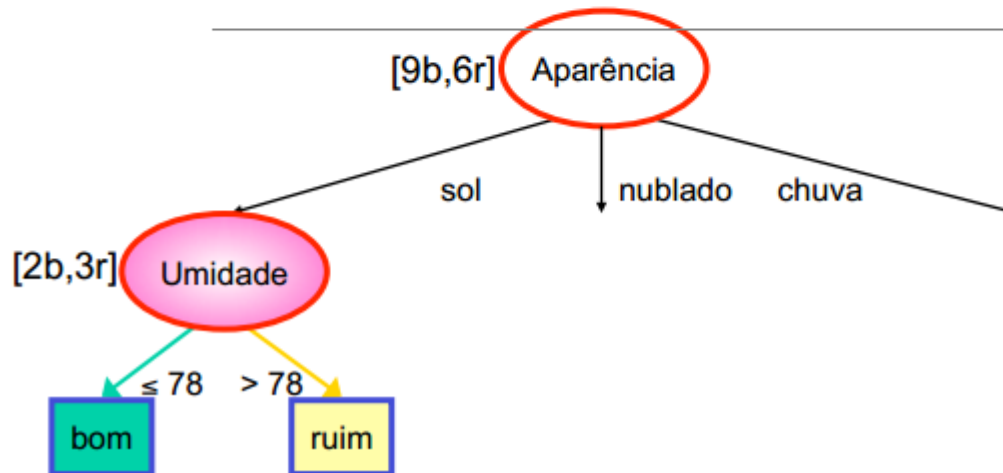 [9b,6r] Aparência
sol nublado chuva
[2b,3r] Umidade
≤ 78 > 78
bom ruim